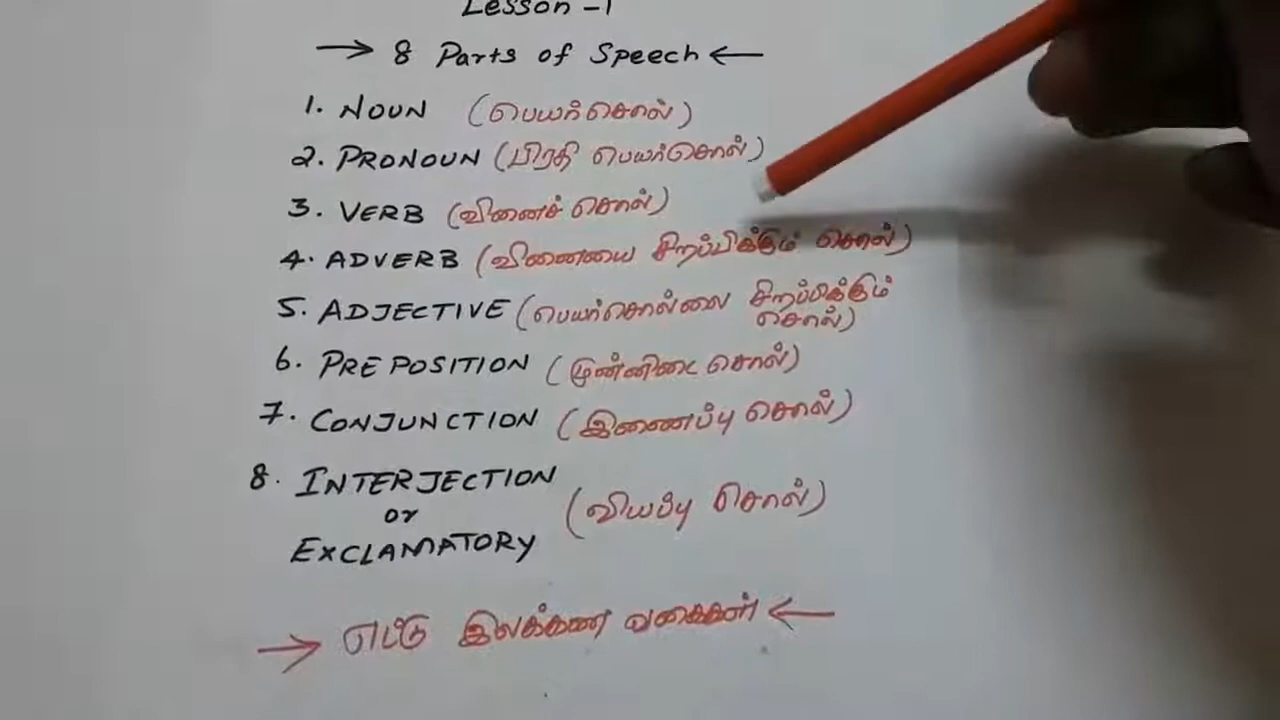 Lesson -1
→ 8 Parts of Speech ←
1. NOUN (பெயர்சொல்)
2. PRONOUN (பிரதி பெயர்சொல்)
3. VERB (வினைச் சொல்)
4. ADVERB (வினையை சிறப்பிக்கும் சொல்)
5. ADJECTIVE (பெயர்சொல்லை சிறப்பிக்கும்
சொல்)
6. PREPOSITION (முன்னிடை சொல்)
7. CONJUNCTION (இணைப்பு சொல்)
8. INTERJECTION
or
EXCLAMATORY (வியப்பு சொல்)
→ எட்டு இலக்கண வகைகள் ←